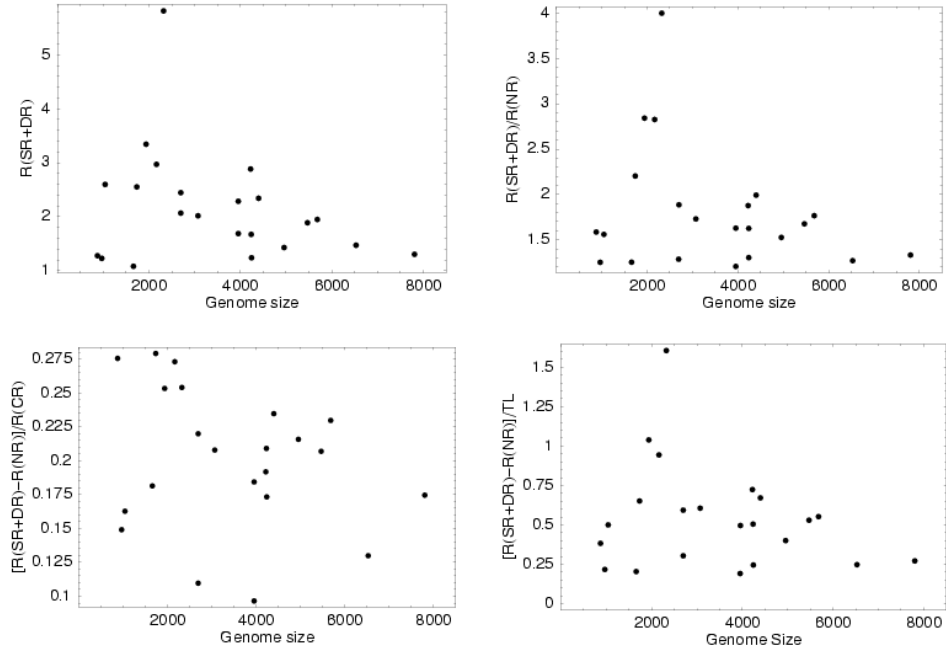 R(SR+DR)
5
4
3
2
1
2000 4000 6000 8000
Genome size
R(SR+DR)/R(NR)
4
3.5
3
2.5
2
1.5
2000 4000 6000 8000
Genome size
[R(SR+DR)−R(NR)]/R(CR)
0.275
0.25
0.225
0.2
0.175
0.15
0.125
0.1
2000 4000 6000 8000
Genome size
[R(SR+DR)−R(NR)]/TL
1.5
1.25
1
0.75
0.5
0.25
0
2000 4000 6000 8000
Genome Size